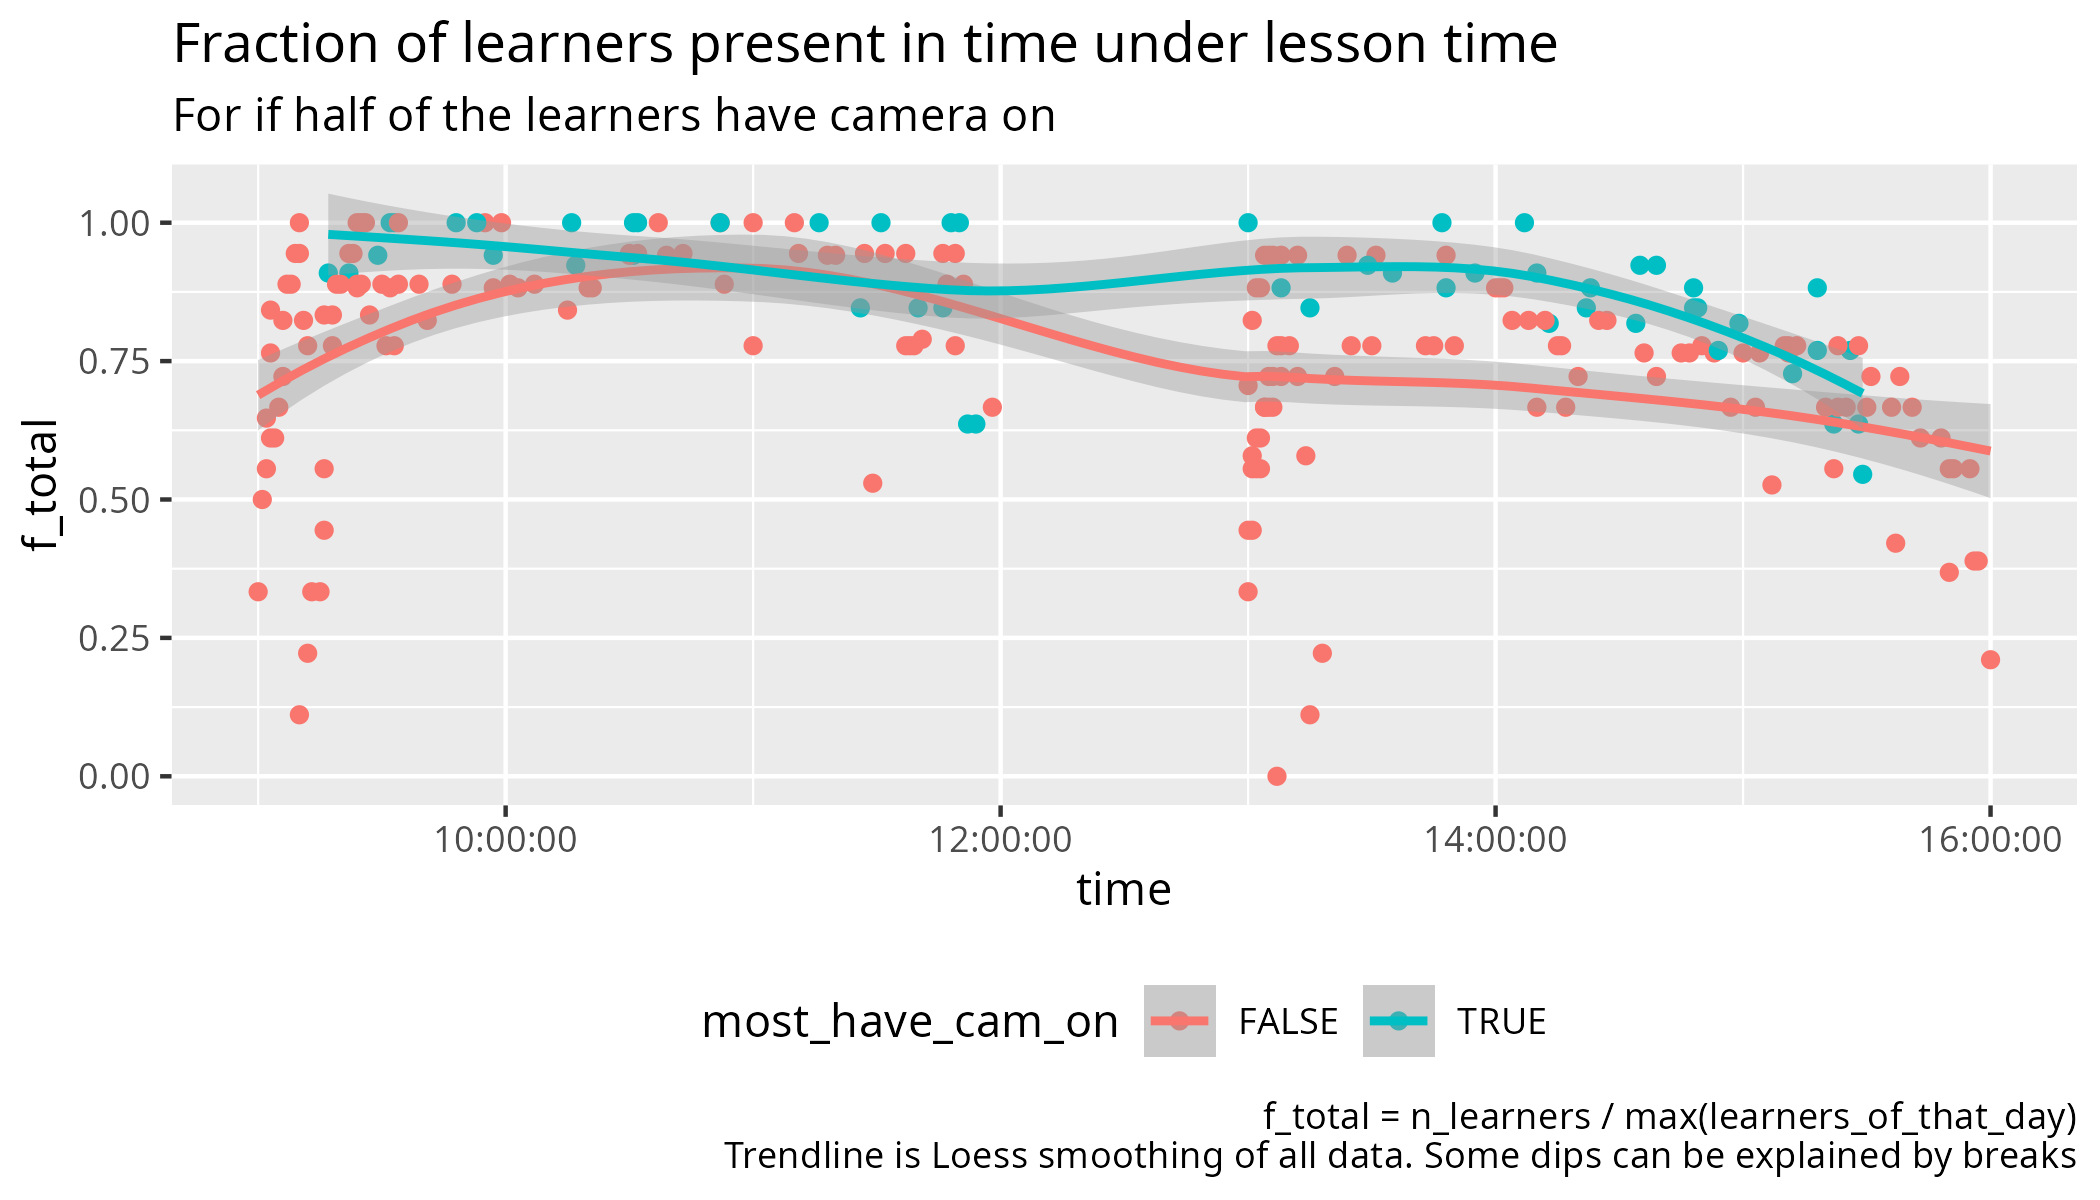 Fraction of learners present in time under lesson time
For if half of the learners have camera on
f_total
1.00
0.75
0.50
0.25
0.00
10:00:00 12:00:00 14:00:00 16:00:00
time
most_have_cam_on FALSE TRUE
f_total = n_learners / max(learners_of_that_day)
Trendline is Loess smoothing of all data. Some dips can be explained by breaks